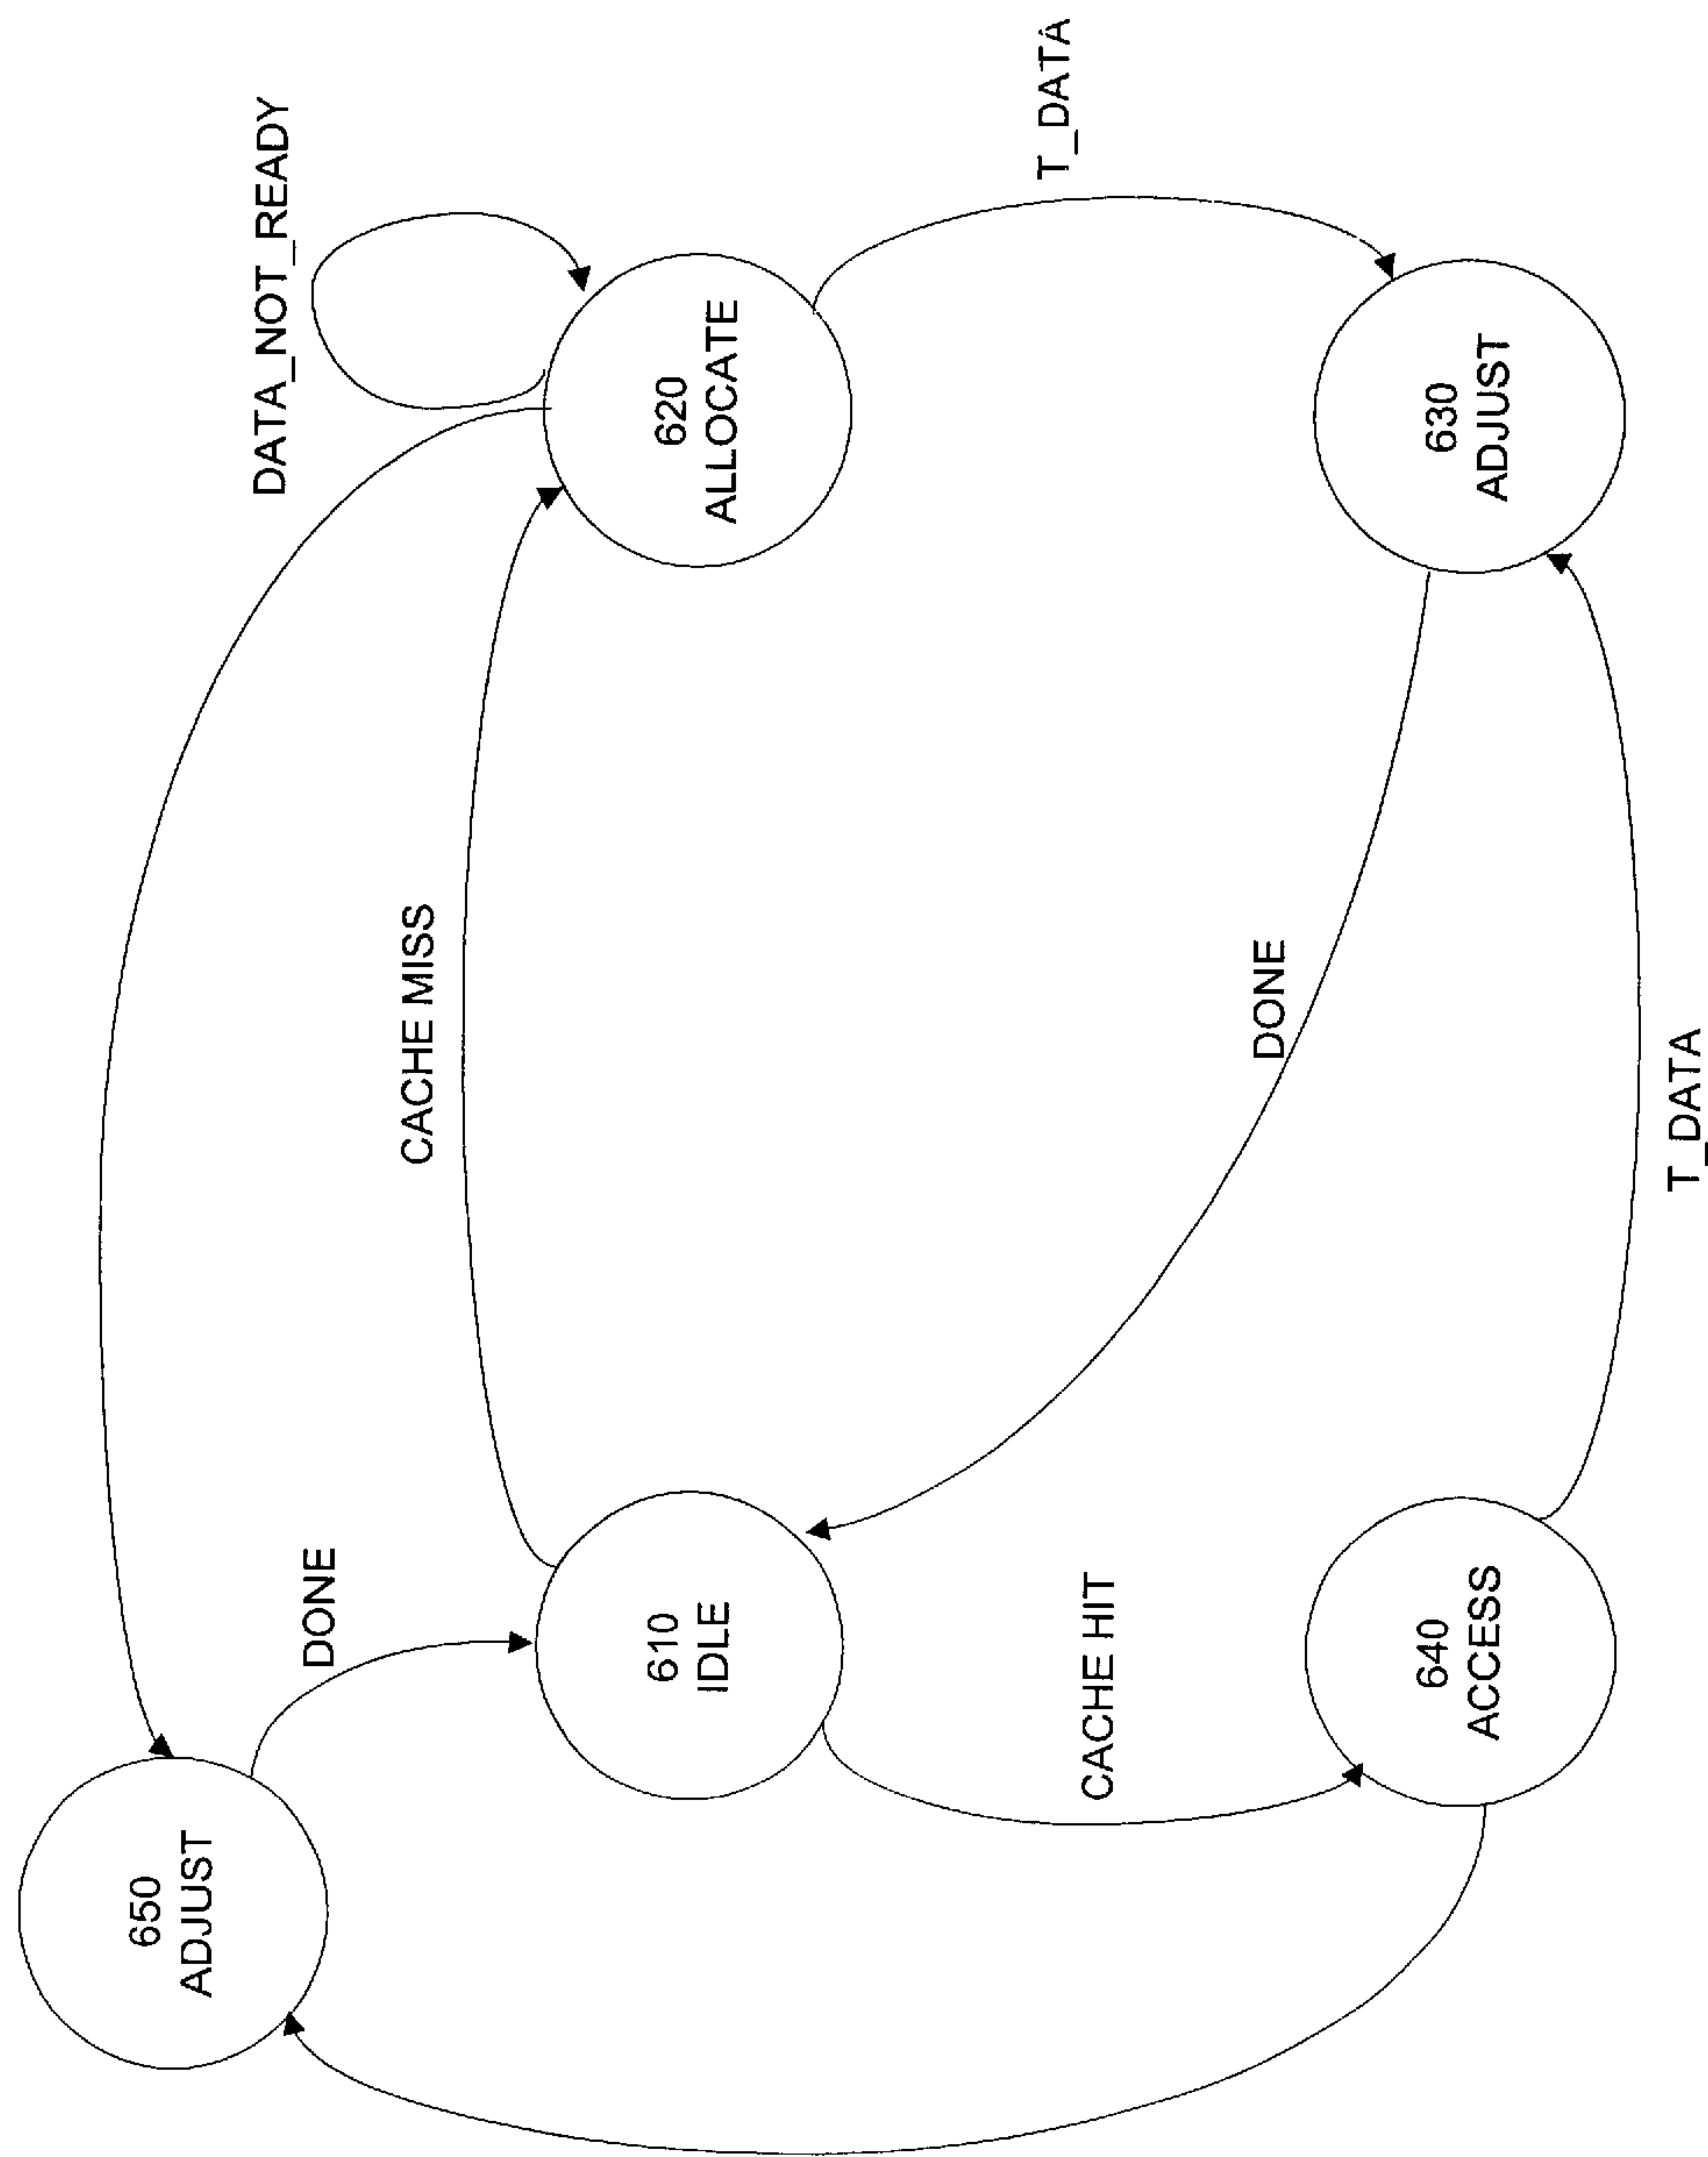 650
ADJUST
DATA_NOT_READY
DONE
CACHE MISS
610
IDLE
620
ALLOCATE
T_DATA
CACHE HIT
DONE
640
ACCESS
630
ADJUST
T_DATA